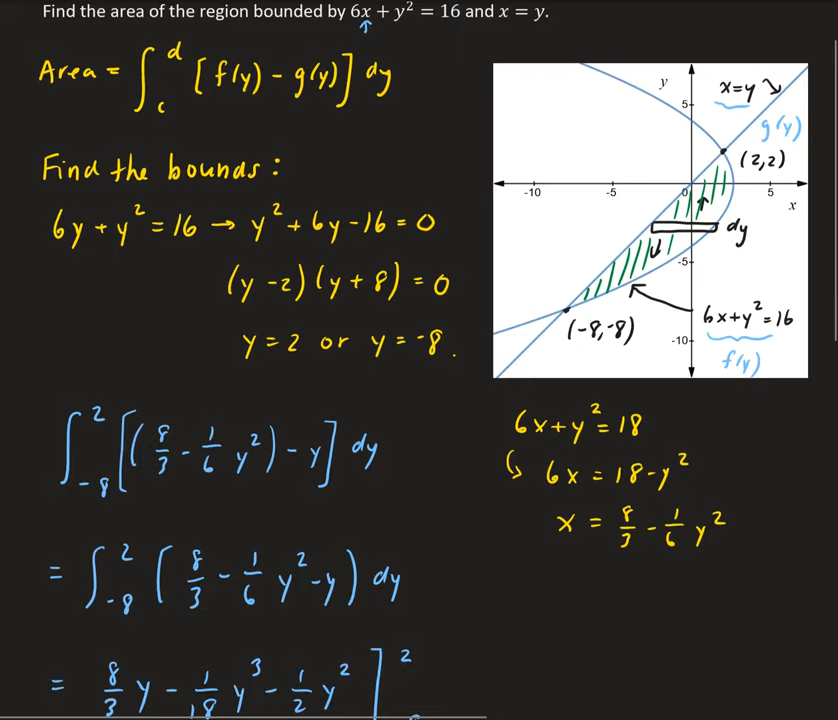 Find the area of the region bounded by 6x + y² = 16 and x = y.
Area = ∫_c^d [f(y) - g(y)] dy
Find the bounds:
6y + y² = 16 → y² + 6y - 16 = 0
(y - 2)(y + 8) = 0
y = 2 or y = -8.
y
x = y
5
g(y)
(2,2)
-10
-5
0
5
x
dy
-5
(-8,-8)
6x + y² = 16
-10
f(y)
6x + y² = 18
6x = 18 - y²
x = 8/3 - 1/6 y²
∫_{-8}^{2} [(8/3 - 1/6 y²) - y] dy
= ∫_{-8}^{2} (8/3 - 1/6 y² - y) dy
= 8/3 y - 1/18 y³ - 1/2 y² ]^2